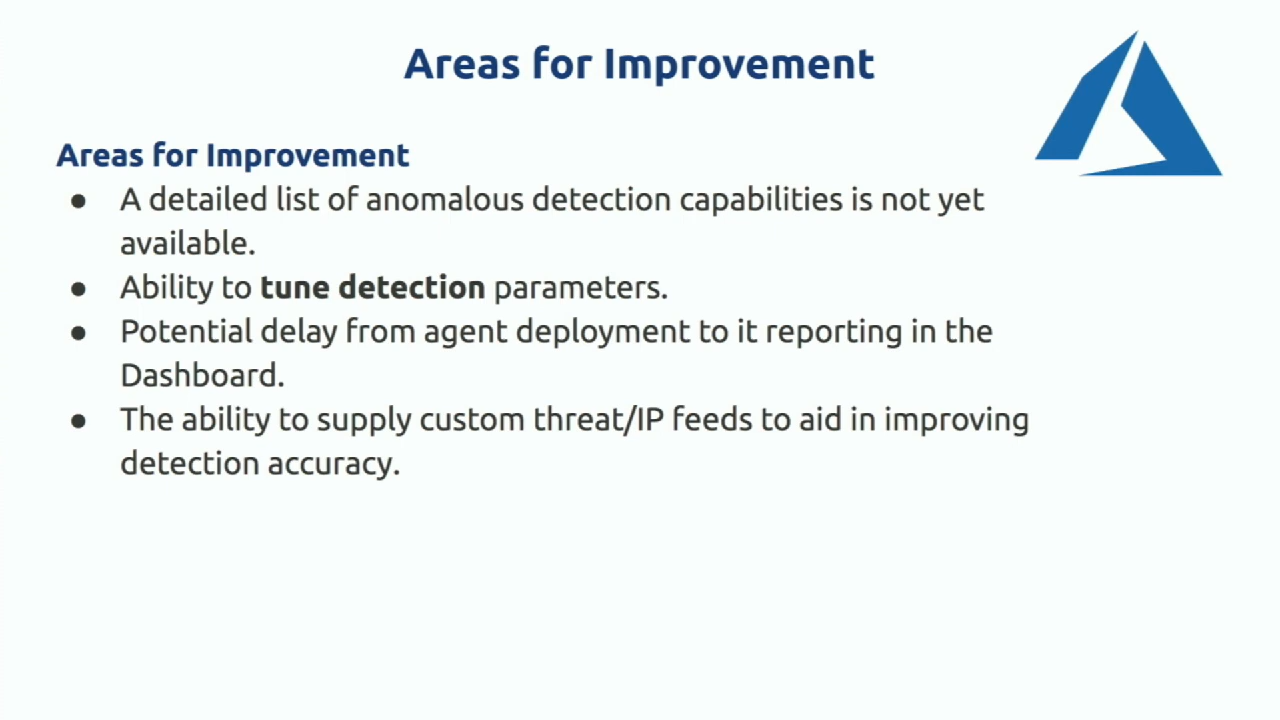 Areas for Improvement
Areas for Improvement
● A detailed list of anomalous detection capabilities is not yet
available.
● Ability to tune detection parameters.
● Potential delay from agent deployment to it reporting in the
Dashboard.
● The ability to supply custom threat/IP feeds to aid in improving
detection accuracy.